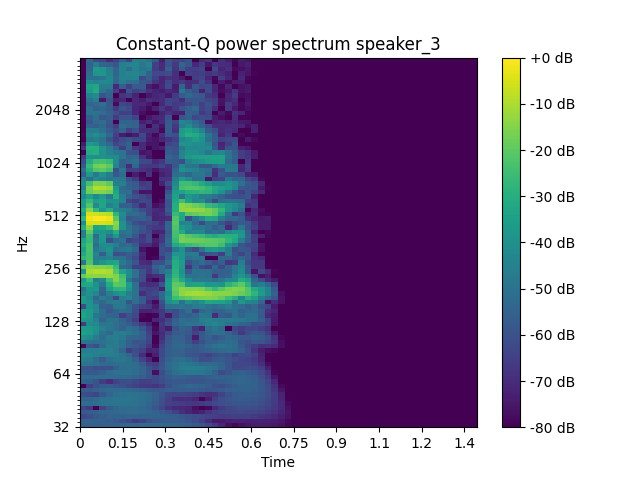 Constant-Q power spectrum speaker_3
Hz
2048
1024
512
256
128
64
32
0 0.15 0.3 0.45 0.6 0.75 0.9 1.1 1.2 1.4
Time
+0 dB
-10 dB
-20 dB
-30 dB
-40 dB
-50 dB
-60 dB
-70 dB
-80 dB